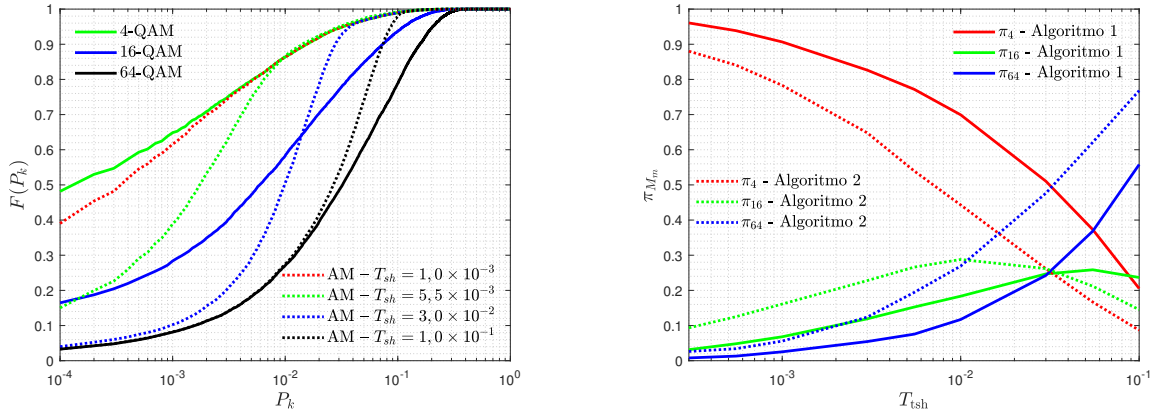 1
0.9
0.8
0.7
0.6
0.5
0.4
0.3
0.2
0.1
0
F(P_k)
4-QAM
16-QAM
64-QAM
AM − T_sh = 1,0 × 10^-3
AM − T_sh = 5,5 × 10^-3
AM − T_sh = 3,0 × 10^-2
AM − T_sh = 1,0 × 10^-1
10^-4 10^-3 10^-2 10^-1 10^0
P_k
1
0.9
0.8
0.7
0.6
0.5
0.4
0.3
0.2
0.1
0
π_{M_m}
π_4 - Algoritmo 1
π_16 - Algoritmo 1
π_64 - Algoritmo 1
π_4 - Algoritmo 2
π_16 - Algoritmo 2
π_64 - Algoritmo 2
10^-3 10^-2 10^-1
T_tsh